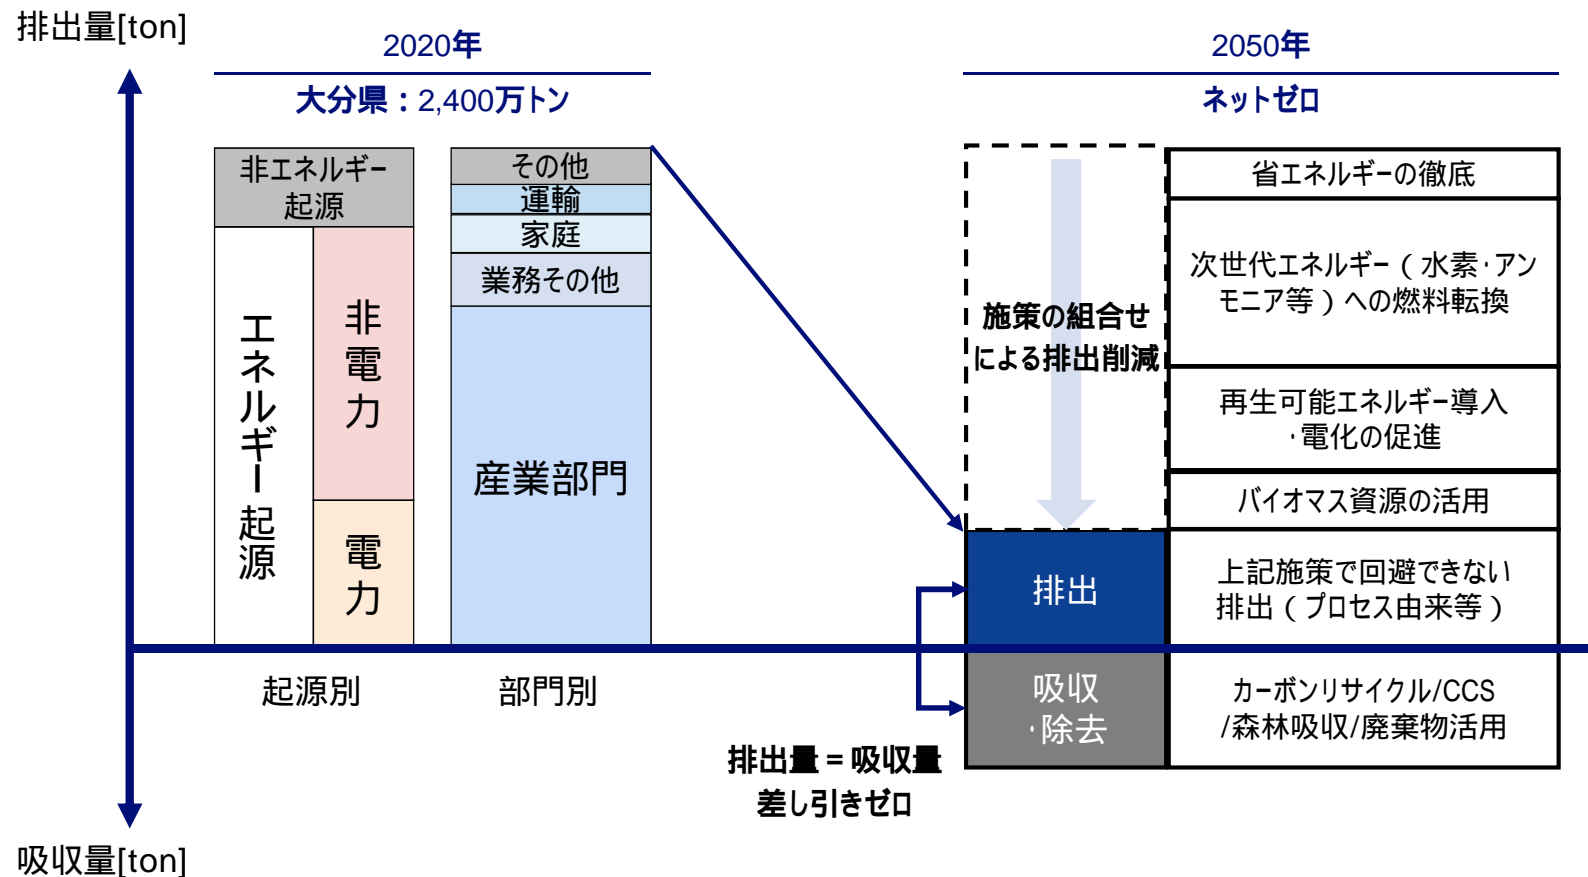 排出量[ton]
2020年
大分県：2,400万トン
2050年
ネットゼロ
非エネルギー
起源
エネルギー起源
非電力
電力
その他
運輸
家庭
業務その他
産業部門
起源別
部門別
施策の組合せ
による排出削減
排出
吸収
・除去
省エネルギーの徹底
次世代エネルギー（水素・アン
モニア等）への燃料転換
再生可能エネルギー導入
・電化の促進
バイオマス資源の活用
上記施策で回避できない
排出（プロセス由来等）
カーボンリサイクル/CCS
/森林吸収/廃棄物活用
排出量＝吸収量
差し引きゼロ
吸収量[ton]